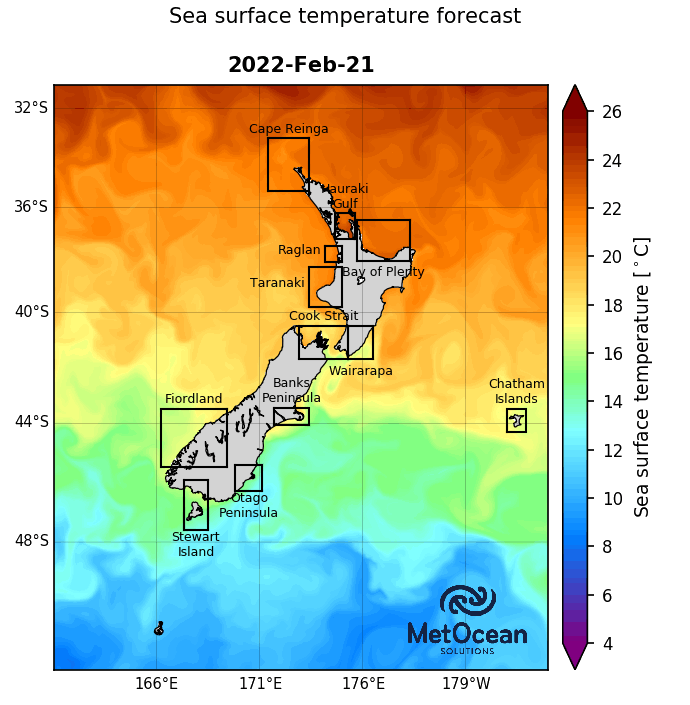 Sea surface temperature forecast
2022-Feb-21
32°S
36°S
40°S
44°S
48°S
Cape Reinga
Hauraki
Gulf
Raglan
Bay of Plenty
Taranaki
Cook Strait
Wairarapa
Banks
Peninsula
Chatham
Islands
Fiordland
Otago
Peninsula
Stewart
Island
MetOcean
SOLUTIONS
166°E
171°E
176°E
179°W
26
24
22
20
18
16
14
12
10
8
6
4
Sea surface temperature [°C]